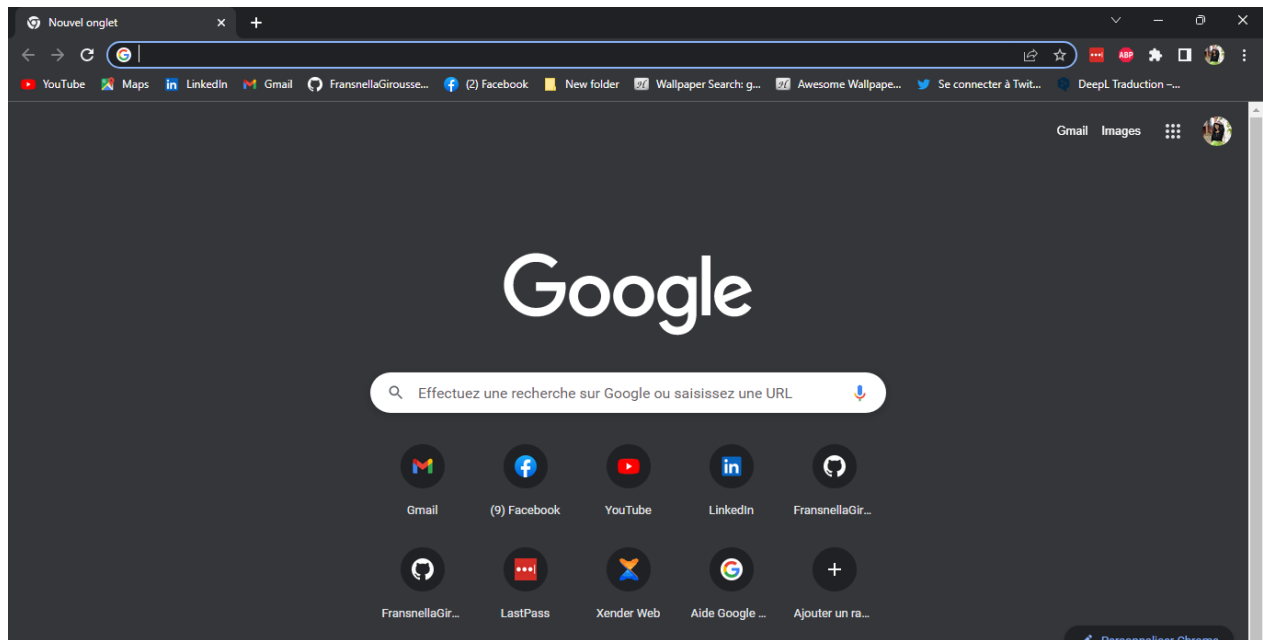 Nouvel onglet
YouTube Maps LinkedIn Gmail FransnellaGirousse... (2) Facebook New folder Wallpaper Search: g... Awesome Wallpape... Se connecter à Twit... DeepL Traduction –...
ABP
Gmail Images
Google
Effectuez une recherche sur Google ou saisissez une URL
Gmail (9) Facebook YouTube LinkedIn FransnellaGir...
FransnellaGir... LastPass Xender Web Aide Google ... Ajouter un ra...
Personnaliser Chrome